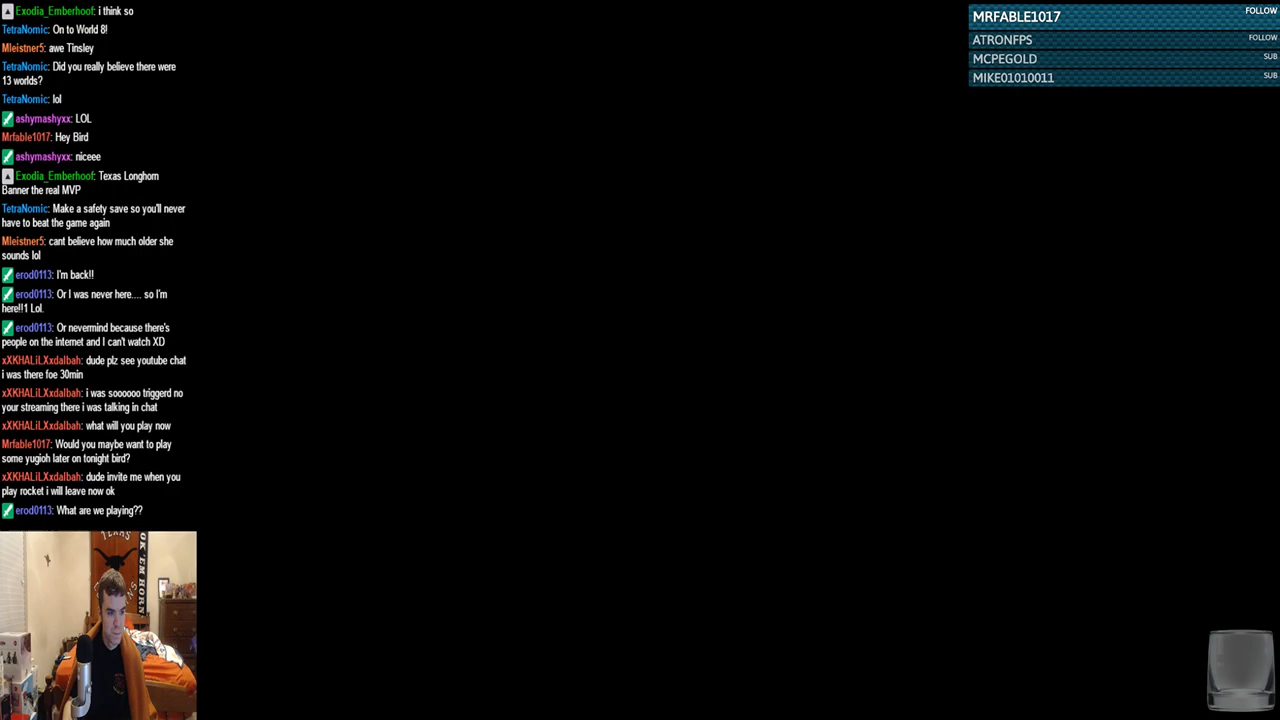 Exodia_Emberhoof: i think so
TetraNomic: On to World 8!
Mleistner5: awe Tinsley
TetraNomic: Did you really believe there were
13 worlds?
TetraNomic: lol
ashymashyxx: LOL
Mrfable1017: Hey Bird
ashymashyxx: niceee
Exodia_Emberhoof: Texas Longhorn
Banner the real MVP
TetraNomic: Make a safety save so you'll never
have to beat the game again
Mleistner5: cant believe how much older she
sounds lol
erod0113: I'm back!!
erod0113: Or I was never here.... so I'm
here!!1 Lol.
erod0113: Or nevermind because there's
people on the internet and I can't watch XD
xXKHALiLXxdalbah: dude plz see youtube chat
i was there foe 30min
xXKHALiLXxdalbah: i was soooooo triggerd no
your streaming there i was talking in chat
xXKHALiLXxdalbah: what will you play now
Mrfable1017: Would you maybe want to play
some yugioh later on tonight bird?
xXKHALiLXxdalbah: dude invite me when you
play rocket i will leave now ok
erod0113: What are we playing??
MRFABLE1017 FOLLOW
ATRONFPS FOLLOW
MCPEGOLD SUB
MIKE01010011 SUB
TEXAS
OK 'EM HORN